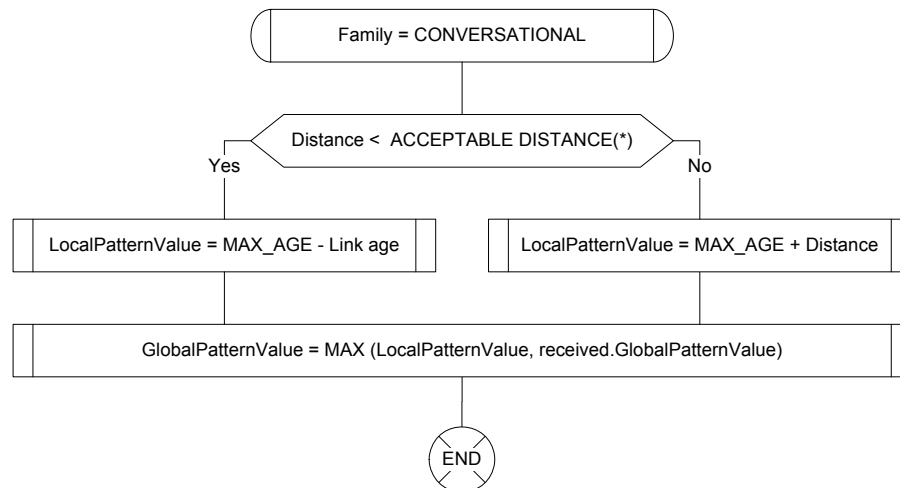 Family = CONVERSATIONAL
Distance <  ACCEPTABLE DISTANCE(*)
Yes
No
LocalPatternValue = MAX_AGE - Link age
LocalPatternValue = MAX_AGE + Distance
GlobalPatternValue = MAX (LocalPatternValue, received.GlobalPatternValue)
END